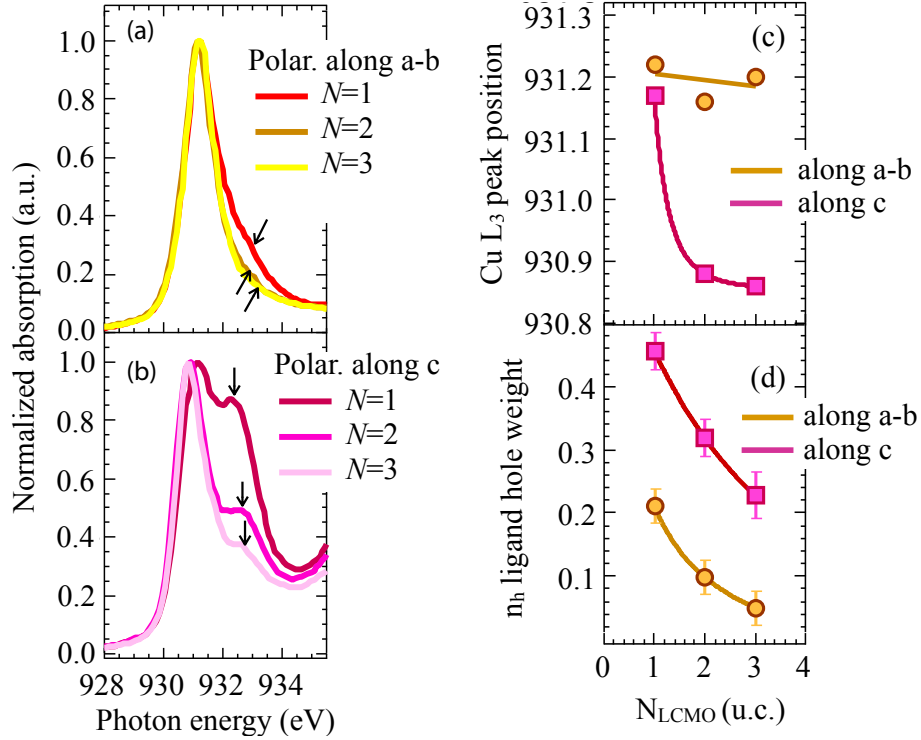 (a)
Polar. along a-b
N=1
N=2
N=3
1.0
0.8
0.6
0.4
0.2
0.0
(b)
Polar. along c
N=1
N=2
N=3
1.0
0.8
0.6
0.4
0.2
0.0
928 930 932 934
Normalized absorption (a.u.)
Photon energy (eV)
(c)
931.3
931.2
931.1
931.0
930.9
930.8
Cu L₃ peak position
along a-b
along c
(d)
0.4
0.3
0.2
0.1
nₕ ligand hole weight
along a-b
along c
0 1 2 3 4
N_LCMO (u.c.)